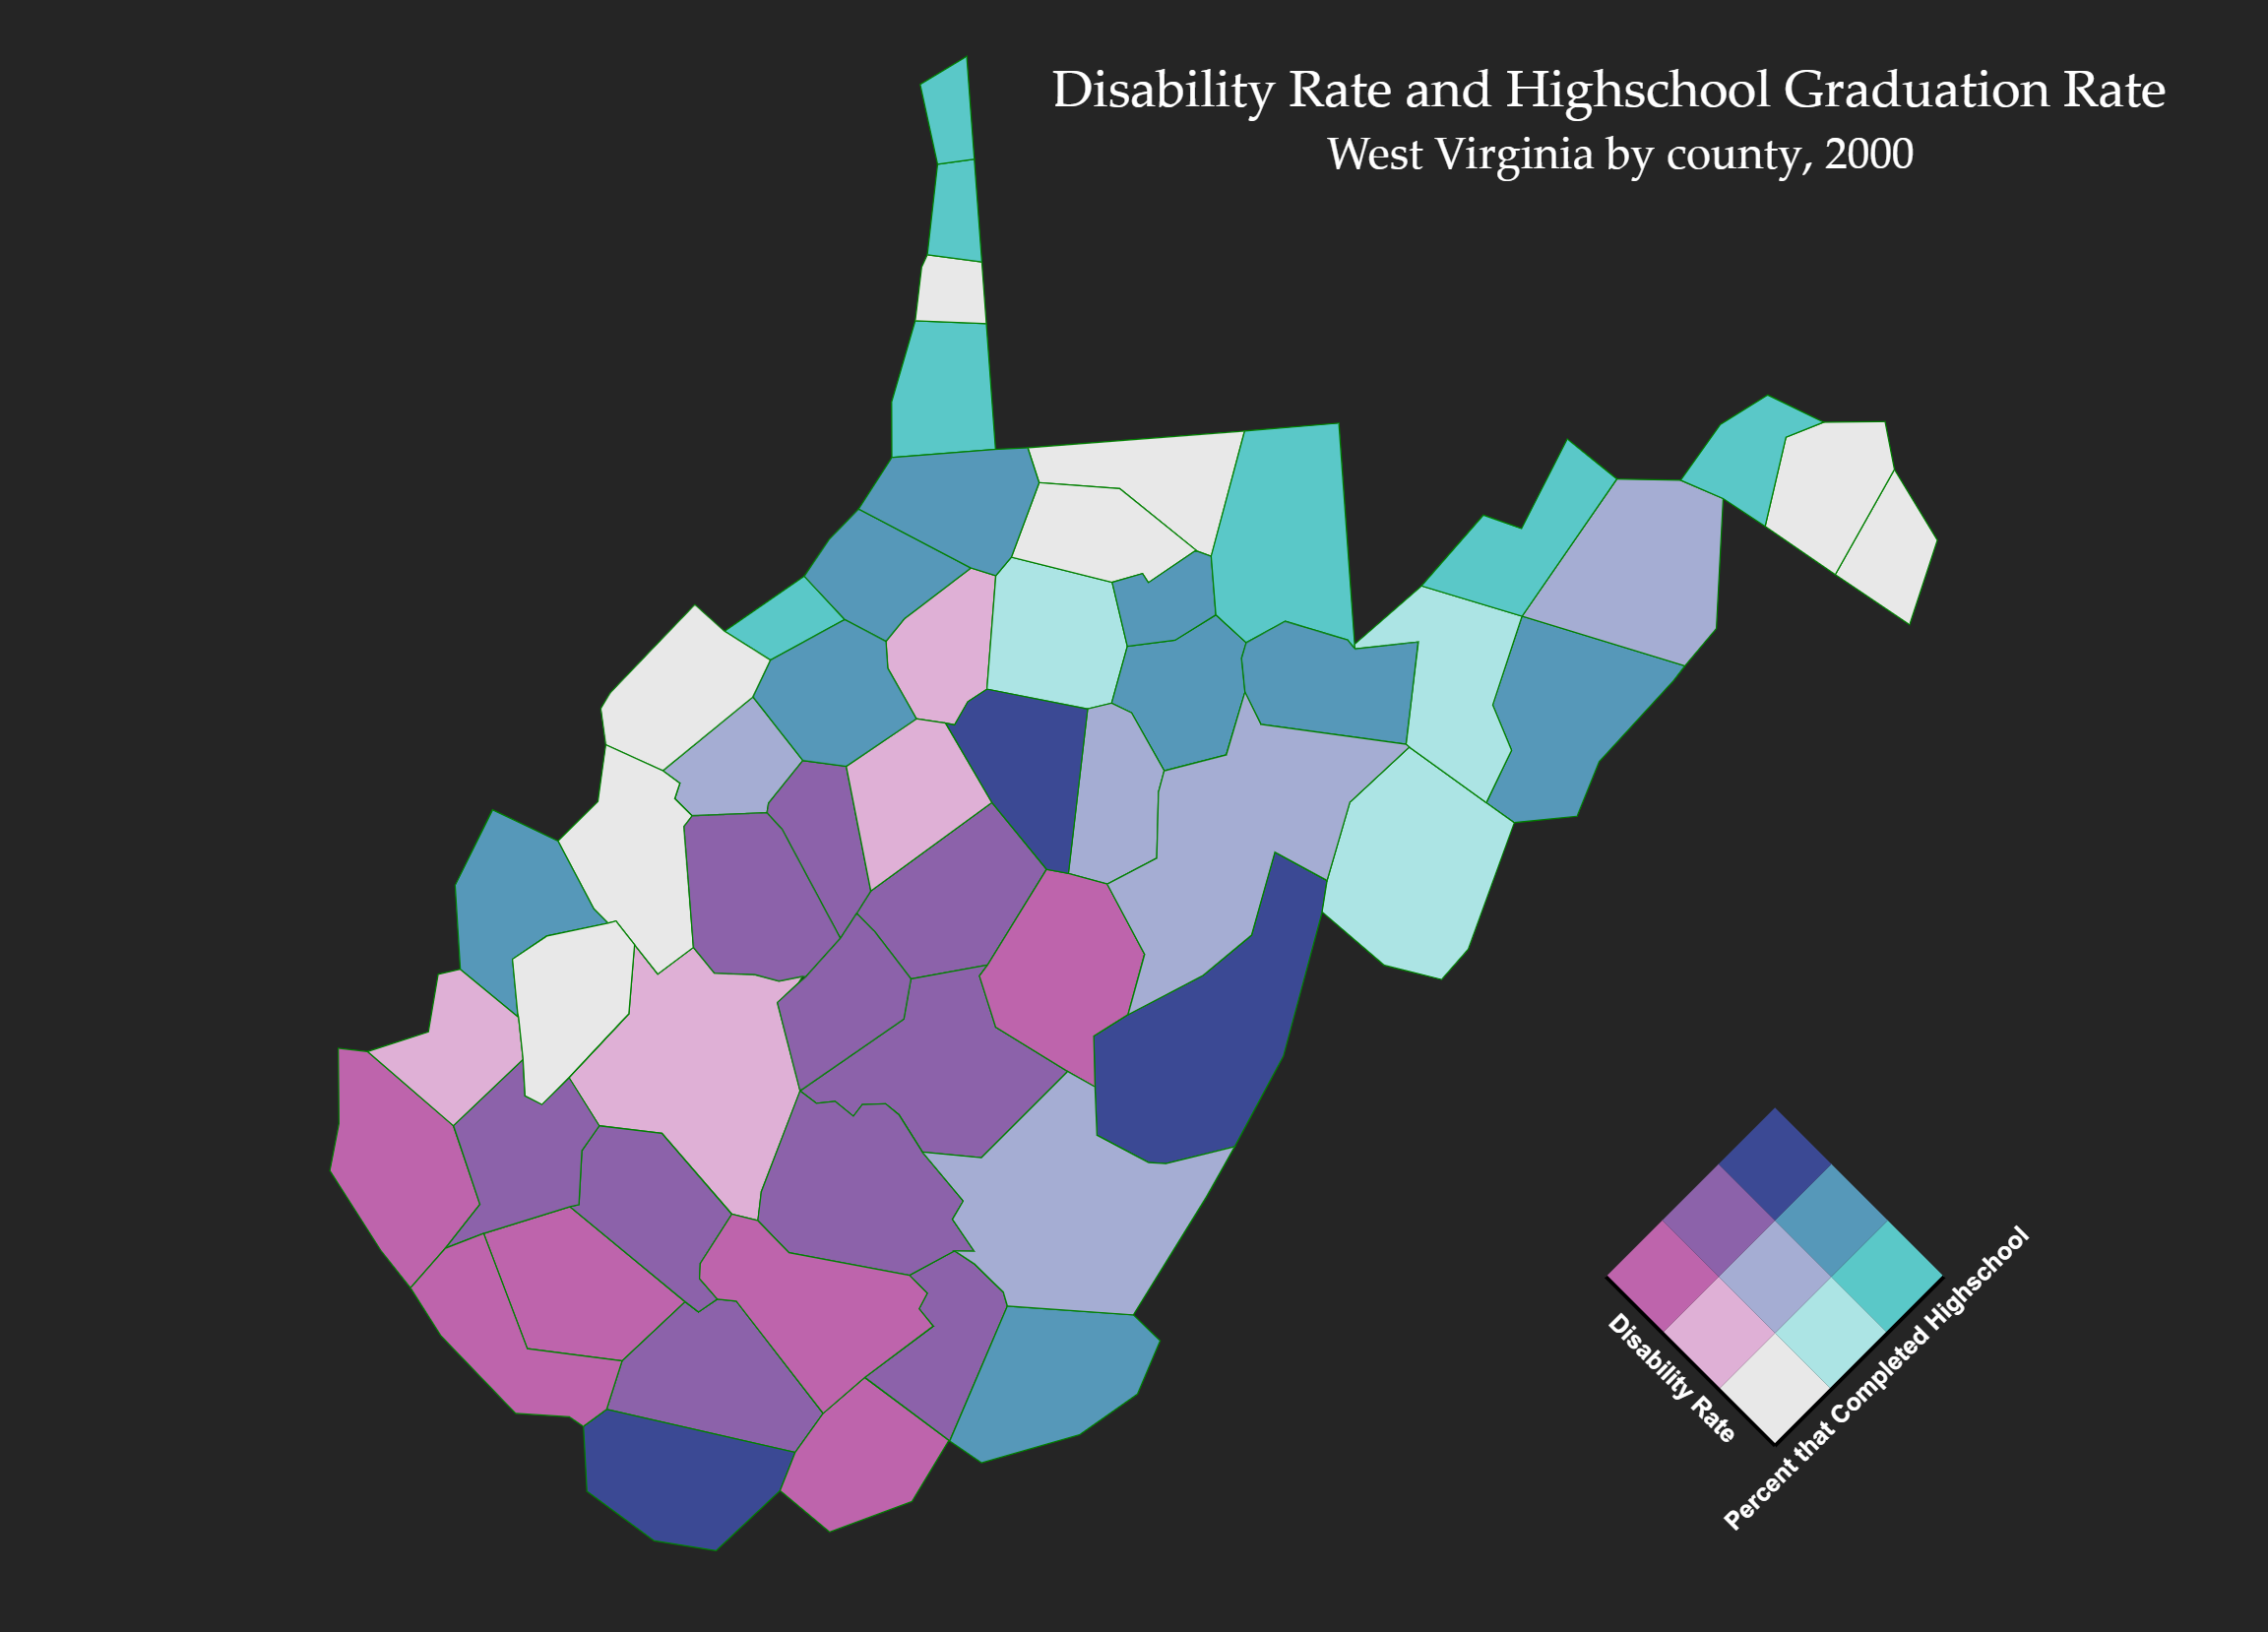 Disability Rate and Highschool Graduation Rate
West Virginia by county, 2000
Disability Rate
Percent that Completed Highschool